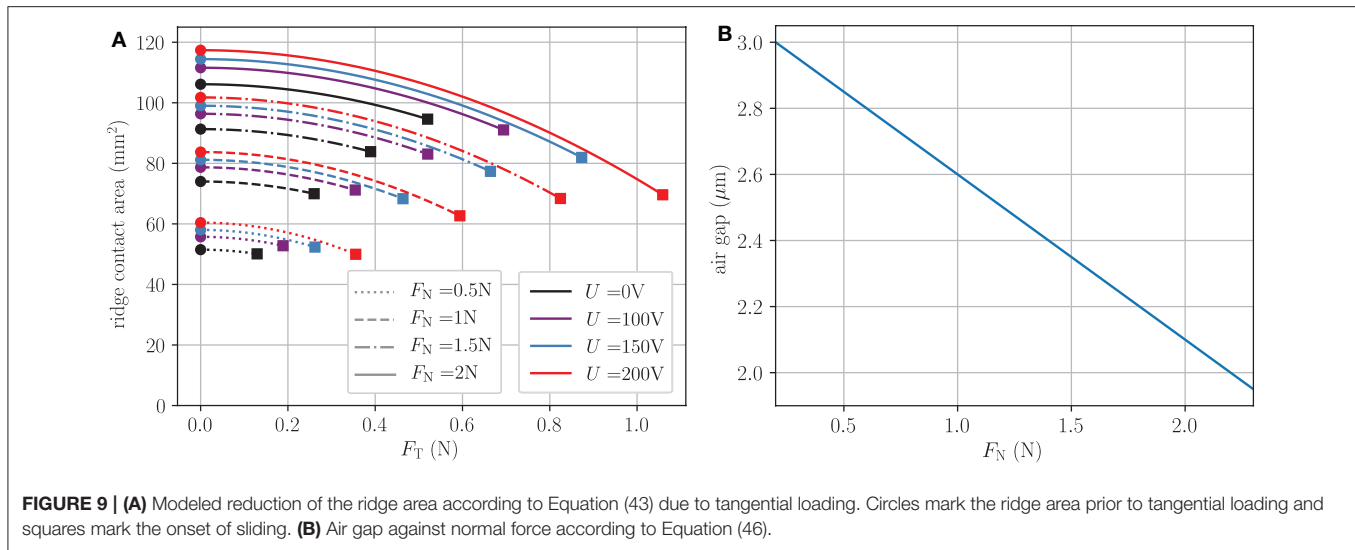 A
120
100
80
60
40
20
0
ridge contact area (mm²)
0.0 0.2 0.4 0.6 0.8 1.0
F_T (N)
F_N =0.5N
F_N =1N
F_N =1.5N
F_N =2N
U =0V
U =100V
U =150V
U =200V
B
3.0
2.8
2.6
2.4
2.2
2.0
air gap (μm)
0.5 1.0 1.5 2.0
F_N (N)
FIGURE 9 | (A) Modeled reduction of the ridge area according to Equation (43) due to tangential loading. Circles mark the ridge area prior to tangential loading and
squares mark the onset of sliding. (B) Air gap against normal force according to Equation (46).